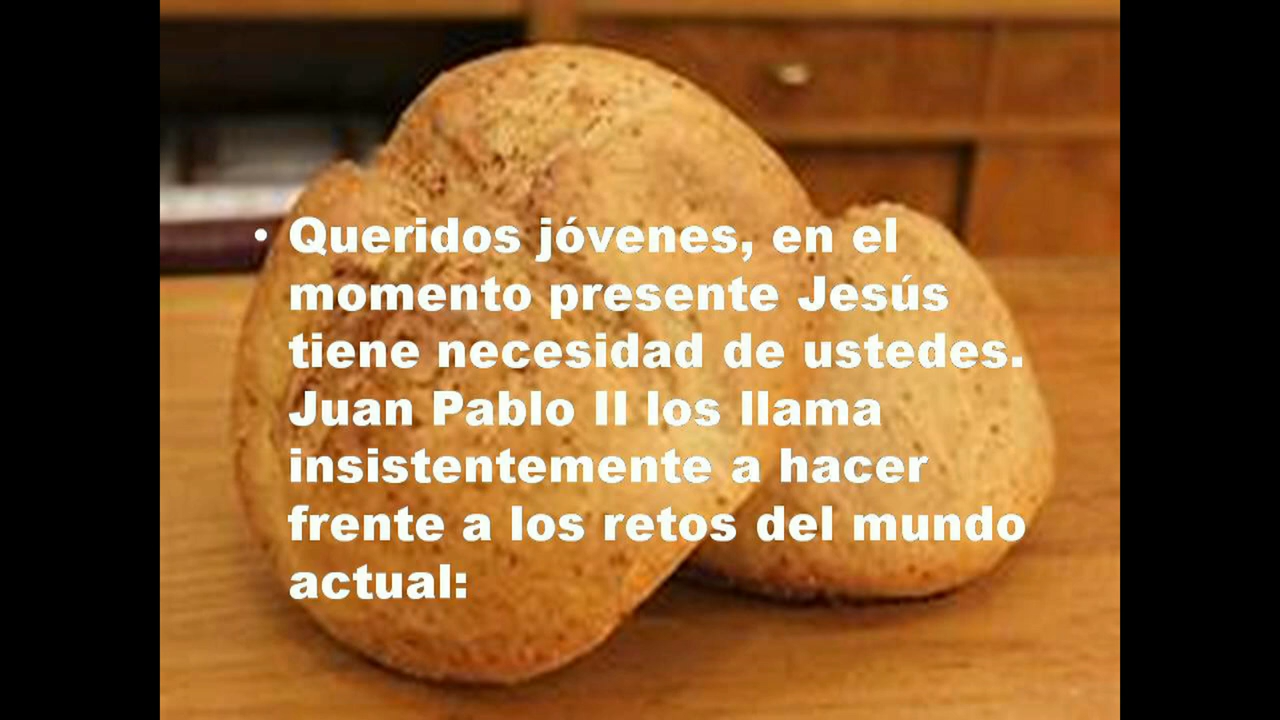 • Queridos jóvenes, en el
momento presente Jesús
tiene necesidad de ustedes.
Juan Pablo II los llama
insistentemente a hacer
frente a los retos del mundo
actual: